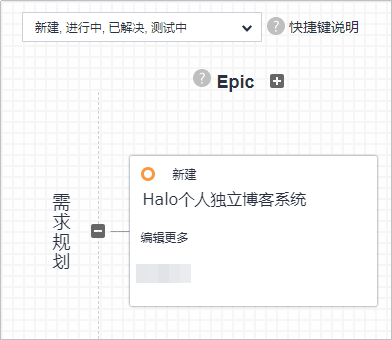 新建, 进行中, 已解决, 测试中
? 快捷键说明
? Epic
新建
Halo个人独立博客系统
编辑更多
需求规划